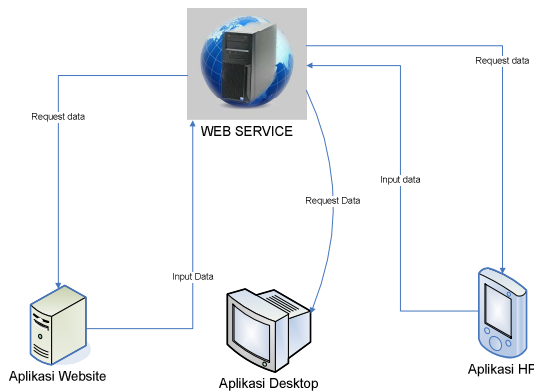 WEB SERVICE
Request data
Request data
Input data
Request Data
Input Data
Aplikasi Website
Aplikasi Desktop
Aplikasi HP